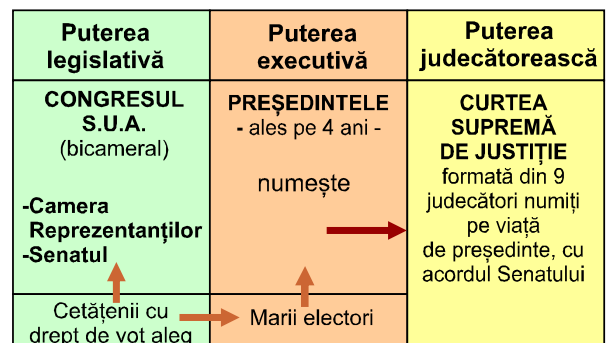 Puterea
legislativă
CONGRESUL
S.U.A.
(bicameral)
-Camera
Reprezentanților
-Senatul
Cetățenii cu
drept de vot aleg
Puterea
executivă
PREȘEDINTELE
- ales pe 4 ani -
numește
Marii electori
Puterea
judecătorească
CURTEA
SUPREMĂ
DE JUSTIȚIE
formată din 9
judecători numiți
pe viață
de președinte, cu
acordul Senatului